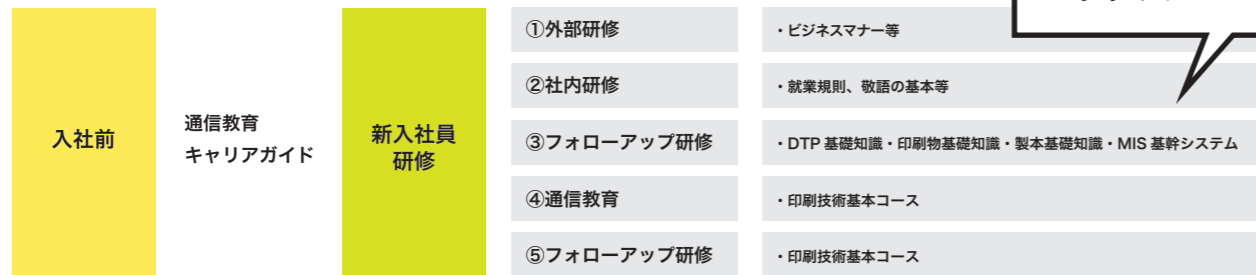 入社前
通信教育
キャリアガイド
新入社員
研修
①外部研修
・ビジネスマナー等
②社内研修
・就業規則、敬語の基本等
③フォローアップ研修
・DTP 基礎知識・印刷物基礎知識・製本基礎知識・MIS 基幹システム
④通信教育
・印刷技術基本コース
⑤フォローアップ研修
・印刷技術基本コース